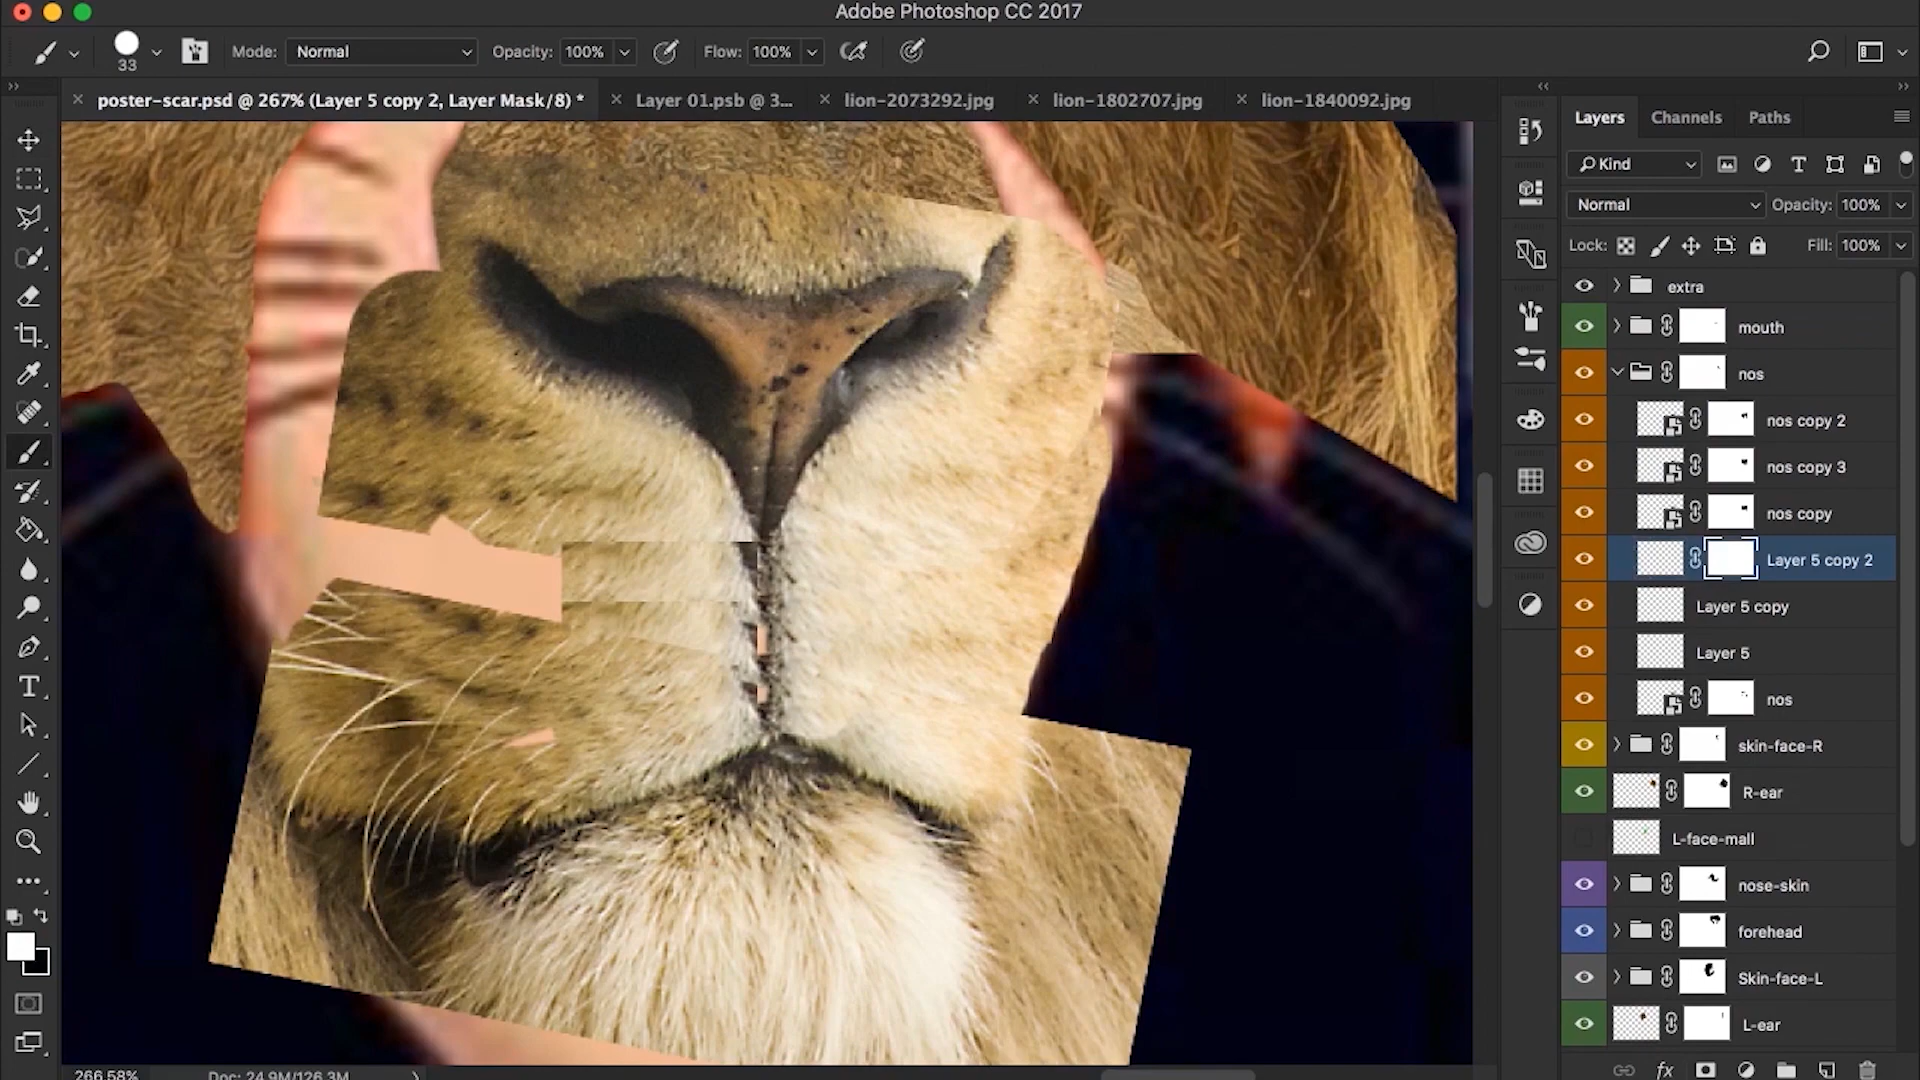 Adobe Photoshop CC 2017
33
Mode: Normal Opacity: 100% Flow: 100%
poster-scar.psd @ 267% (Layer 5 copy 2, Layer Mask/8) *
Layer 01.psb @ 3...
lion-2073292.jpg
lion-1802707.jpg
lion-1840092.jpg
Layers Channels Paths
Kind
Normal Opacity: 100%
Lock: Fill: 100%
extra
mouth
nos
nos copy 2
nos copy 3
nos copy
Layer 5 copy 2
Layer 5 copy
Layer 5
nos
skin-face-R
R-ear
L-face-mall
nose-skin
forehead
Skin-face-L
L-ear
fx
266.58% Doc: 24.9M/126.3M